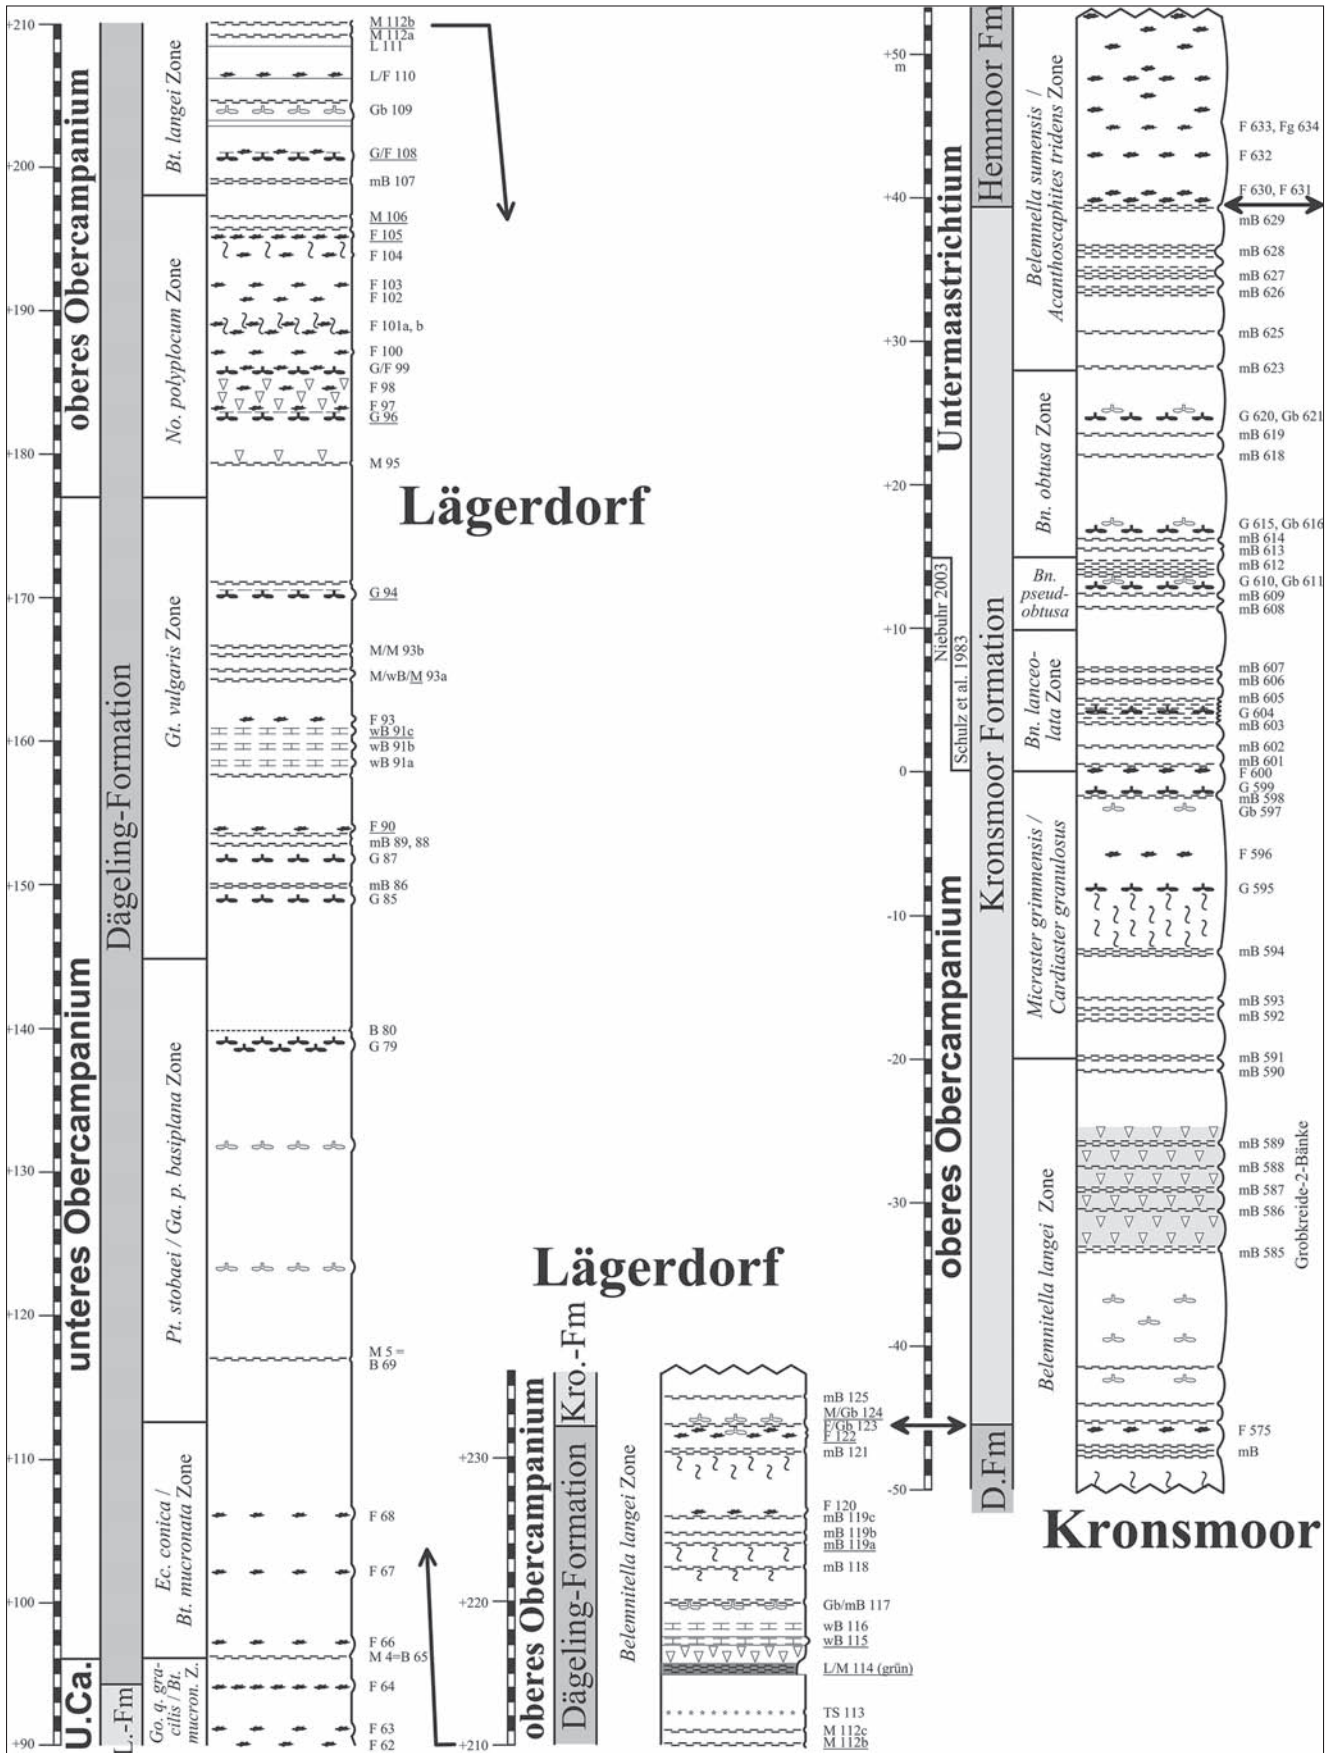 +210
+200
+190
+180
+170
+160
+150
+140
+130
+120
+110
+100
+90
oberes Obercampanium
unteres Obercampanium
U.Ca.
Dägeling-Formation
L.-Fm
Bt. langei Zone
No. polyplocum Zone
Gt. vulgaris Zone
Pt. stobaei / Ga. p. basiplana Zone
Ec. conica /
Bt. mucronata Zone
Go. q. gra-
cilis / Bt.
mucron. Z.
M 112b
M 112a
L 111
L/F 110
Gb 109
G/F 108
mB 107
M 106
F 105
F 104
F 103
F 102
F 101a, b
F 100
G/F 99
F 98
F 97
G 96
M 95
G 94
M/M 93b
M/wB/M 93a
F 93
wB 91c
wB 91b
wB 91a
F 90
mB 89, 88
G 87
mB 86
G 85
B 80
G 79
M 5 =
B 69
F 68
F 67
F 66
M 4=B 65
F 64
F 63
F 62
Lägerdorf
Lägerdorf
+230
+220
+210
oberes Obercampanium
Kro.-Fm
Dägeling-Formation
Belemnitella langei Zone
mB 125
M/Gb 124
F/Gb 123
F 122
mB 121
F 120
mB 119c
mB 119b
mB 119a
mB 118
Gb/mB 117
wB 116
wB 115
L/M 114 (grün)
TS 113
M 112c
M 112b
+50
m
+40
+30
+20
+10
0
-10
-20
-30
-40
-50
Untermaastrichtium
oberes Obercampanium
Niebuhr 2003
Schulz et al. 1983
Hemmoor Fm
Kronsmoor Formation
D.Fm
Belemnella sumensis /
Acanthoscaphites tridens Zone
Bn. obtusa Zone
Bn.
pseud-
obtusa
Bn. lanceo-
lata Zone
Micraster grimmensis /
Cardiaster granulosus
Belemnitella langei Zone
F 633, Fg 634
F 632
F 630, F 631
mB 629
mB 628
mB 627
mB 626
mB 625
mB 623
G 620, Gb 621
mB 619
mB 618
G 615, Gb 616
mB 614
mB 613
mB 612
G 610, Gb 611
mB 609
mB 608
mB 607
mB 606
mB 605
G 604
mB 603
mB 602
mB 601
F 600
G 599
mB 598
Gb 597
F 596
G 595
mB 594
mB 593
mB 592
mB 591
mB 590
mB 589
mB 588
mB 587
mB 586
mB 585
Grobkreide-2-Bänke
F 575
mB
Kronsmoor